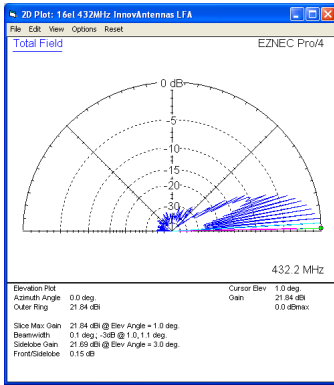 2D Plot: 16el 432MHz InnovAntennas LFA
File Edit View Options Reset
Total Field
EZNEC Pro/4
0 dB
-5
-10
-15
-20
-30
432.2 MHz
Elevation Plot
Cursor Elev 1.0 deg.
Azimuth Angle 0.0 deg.
Gain 21.84 dBi
Outer Ring 21.84 dBi
0.0 dBmax
Slice Max Gain 21.84 dBi @ Elev Angle = 1.0 deg.
Beamwidth 0.1 deg.; -3dB @ 1.0, 1.1 deg.
Sidelobe Gain 21.69 dBi @ Elev Angle = 3.0 deg.
Front/Sidelobe 0.15 dB